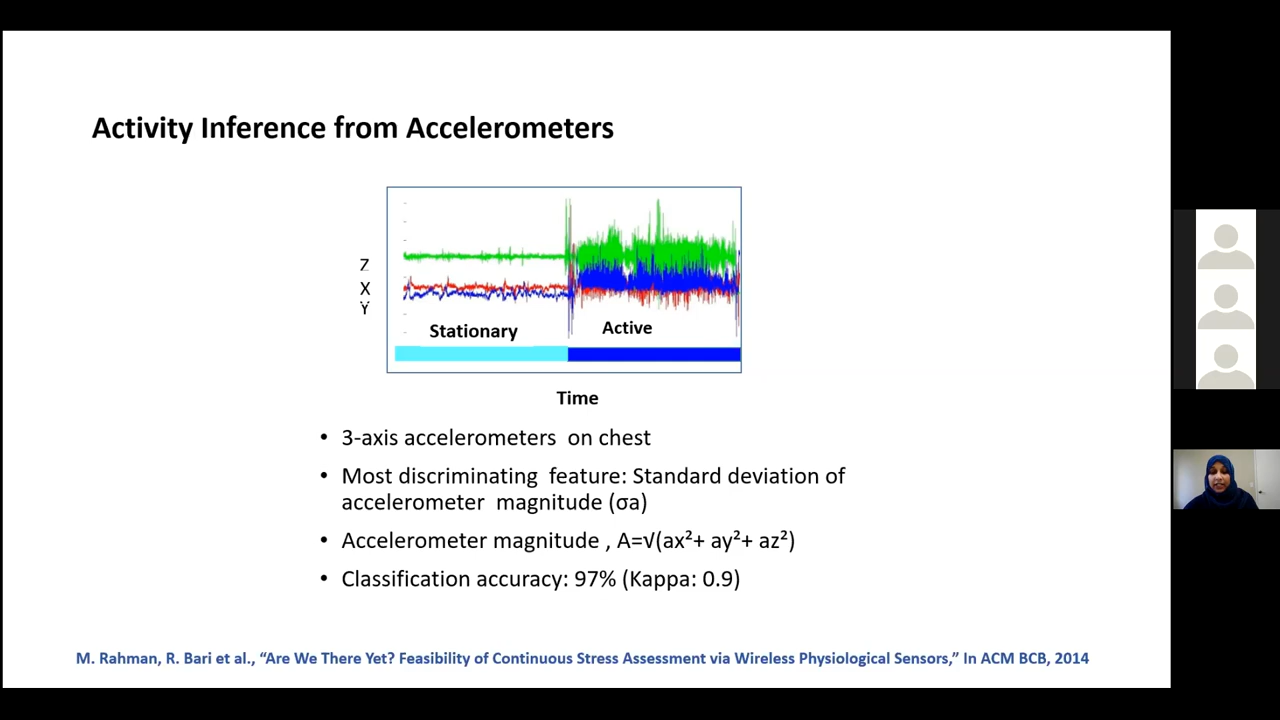 Activity Inference from Accelerometers
Z
X
Y
Stationary
Active
Time
• 3-axis accelerometers on chest
• Most discriminating feature: Standard deviation of
accelerometer magnitude (σa)
• Accelerometer magnitude , A=√(ax²+ ay²+ az²)
• Classification accuracy: 97% (Kappa: 0.9)
M. Rahman, R. Bari et al., “Are We There Yet? Feasibility of Continuous Stress Assessment via Wireless Physiological Sensors,” In ACM BCB, 2014